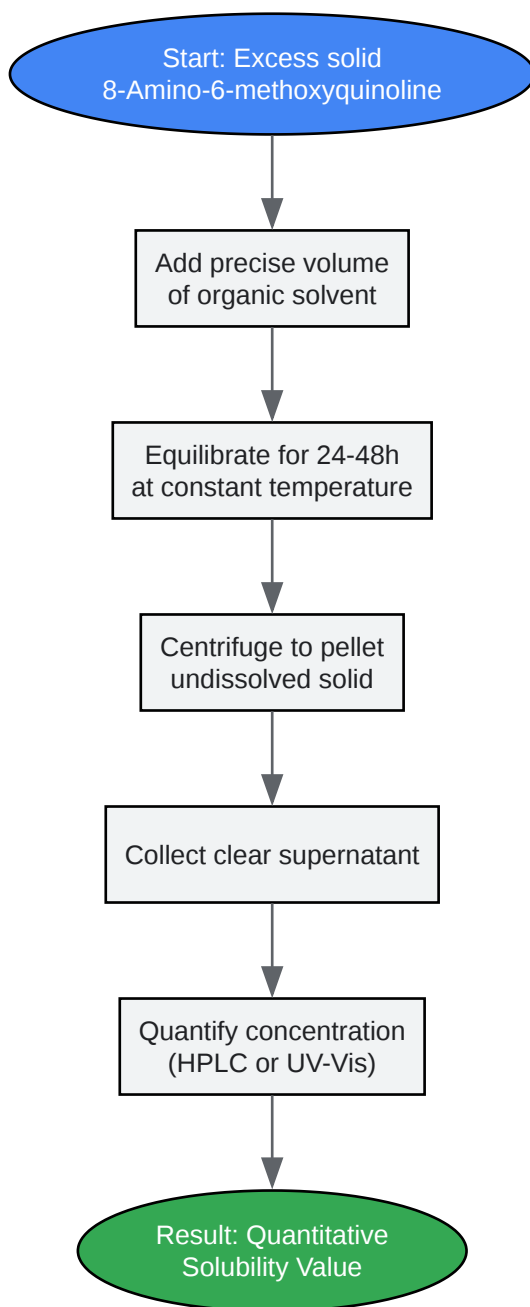 Start: Excess solid
8-Amino-6-methoxyquinoline
Add precise volume
of organic solvent
Equilibrate for 24-48h
at constant temperature
Centrifuge to pellet
undissolved solid
Collect clear supernatant
Quantify concentration
(HPLC or UV-Vis)
Result: Quantitative
Solubility Value